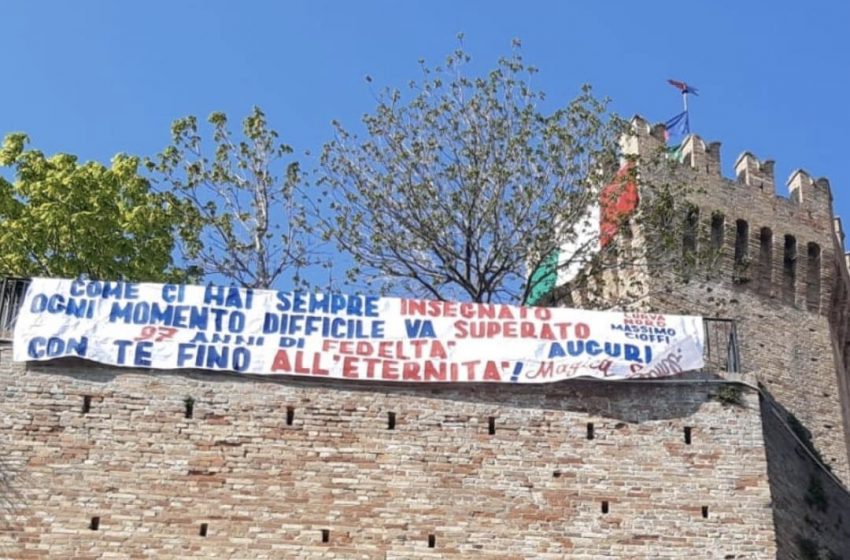 COME CI HAI SEMPRE INSEGNATO
OGNI MOMENTO DIFFICILE VA SUPERATO
97 ANNI DI FEDELTA' AUGURI
CON TE FINO ALL'ETERNITA'! Magica
CURVA
NORD
MASSIMO
CIOFFI